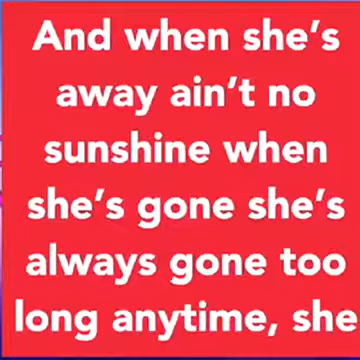 And when she's
away ain't no
sunshine when
she's gone she's
always gone too
long anytime, she